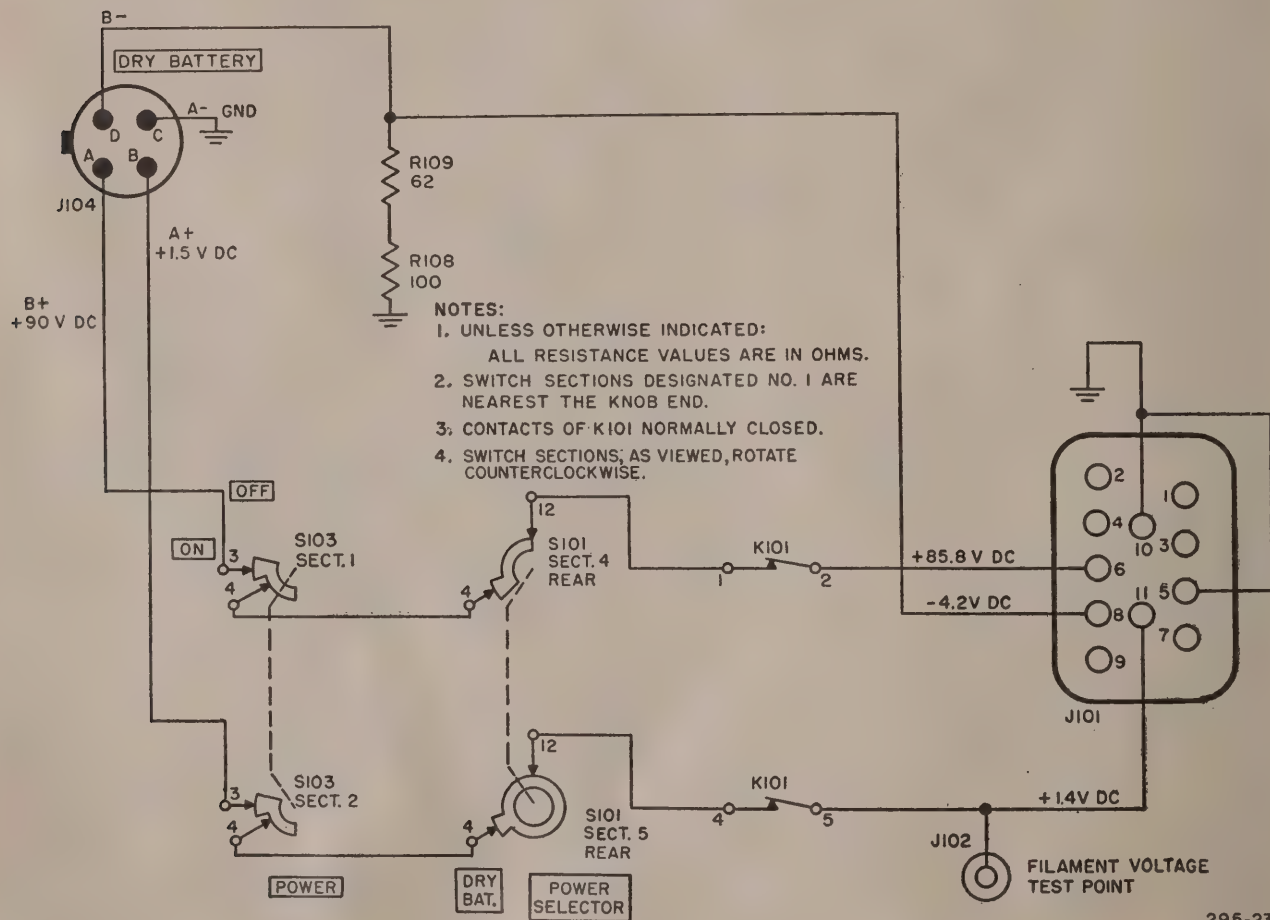 B-
DRY BATTERY
A- GND
D C
A B
J104
A+
+1.5 V DC
B+
+90 V DC
R109
62
R108
100
NOTES:
1. UNLESS OTHERWISE INDICATED:
ALL RESISTANCE VALUES ARE IN OHMS.
2. SWITCH SECTIONS DESIGNATED NO. 1 ARE
NEAREST THE KNOB END.
3. CONTACTS OF K101 NORMALLY CLOSED.
4. SWITCH SECTIONS, AS VIEWED, ROTATE
COUNTERCLOCKWISE.
OFF
ON
3
4
S103
SECT. 1
12
4
S101
SECT. 4
REAR
K101
1 2
+85.8 V DC
-4.2V DC
2
1
4
10
3
6
11
5
8
7
9
J101
3
4
S103
SECT. 2
12
4
S101
SECT. 5
REAR
K101
4 5
+1.4V DC
J102
FILAMENT VOLTAGE
TEST POINT
POWER
DRY
BAT.
POWER
SELECTOR